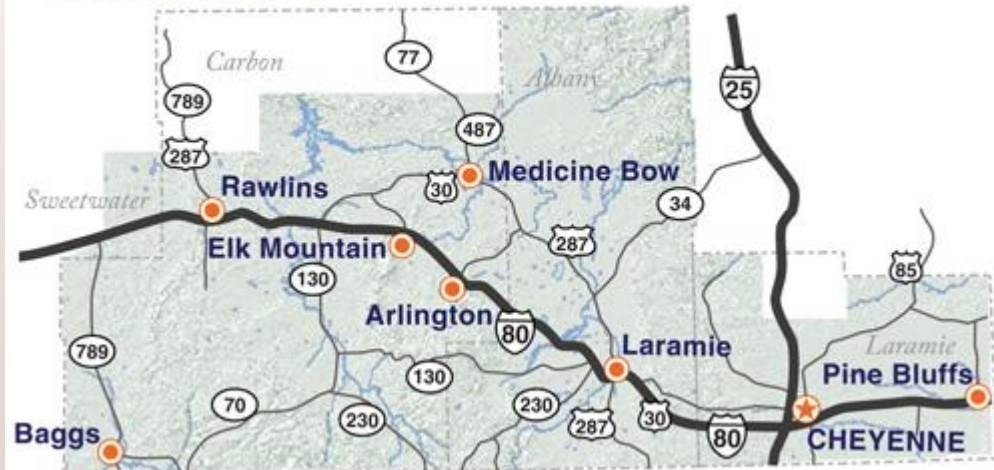 Carbon
77
Albany
25
789
487
287
Medicine Bow
Rawlins
30
34
Sweetwater
Elk Mountain
287
85
130
Arlington
80
Laramie
Laramie
789
130
Pine Bluffs
70
230
230
287
30
80
CHEYENNE
Baggs